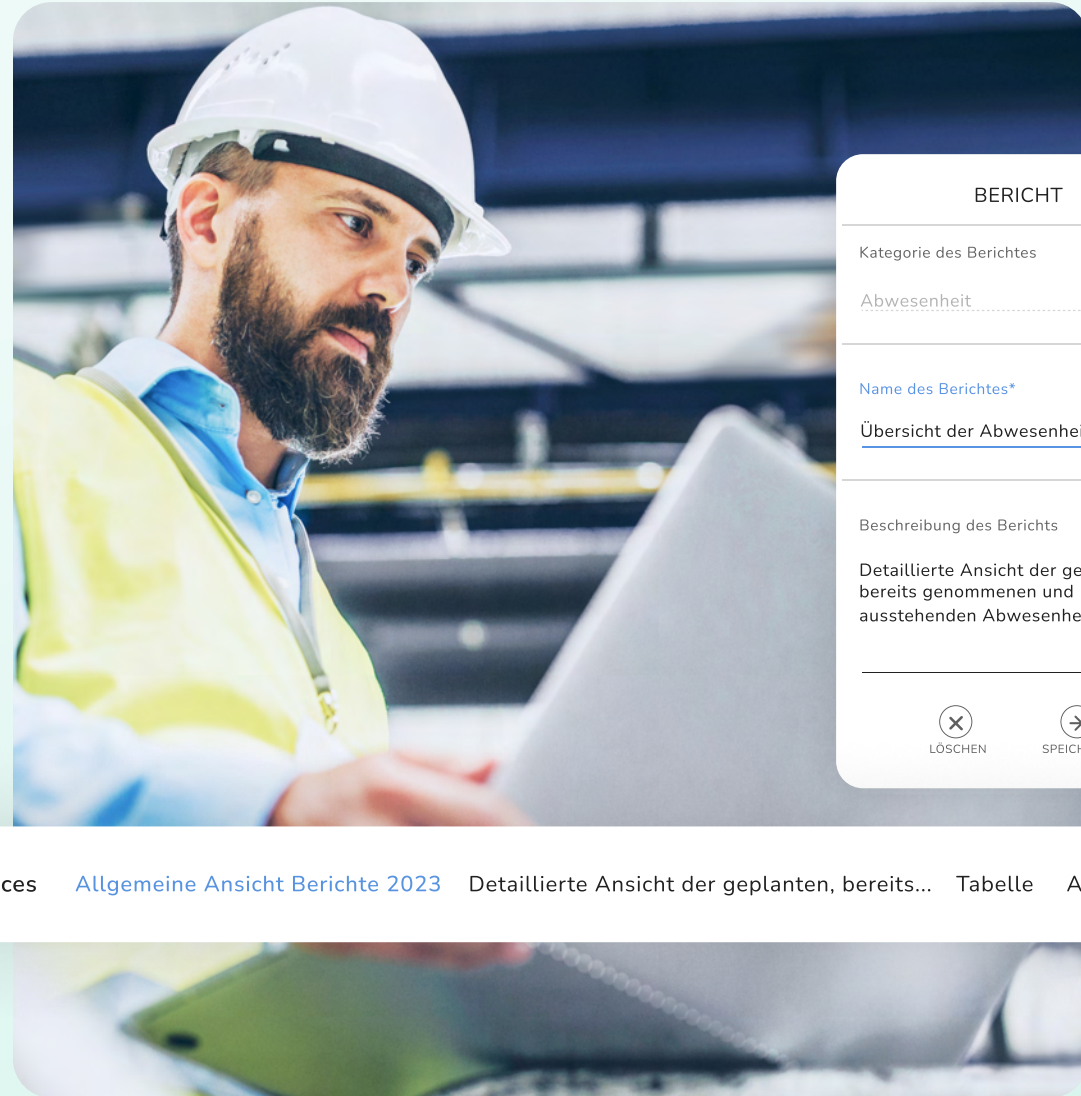 BERICHT
Kategorie des Berichtes
Abwesenheit
Name des Berichtes*
Übersicht der Abwesenhei
Beschreibung des Berichts
Detaillierte Ansicht der ge
bereits genommenen und
ausstehenden Abwesenhe
LÖSCHEN
SPEICH
ces
Allgemeine Ansicht Berichte 2023
Detaillierte Ansicht der geplanten, bereits...
Tabelle
A